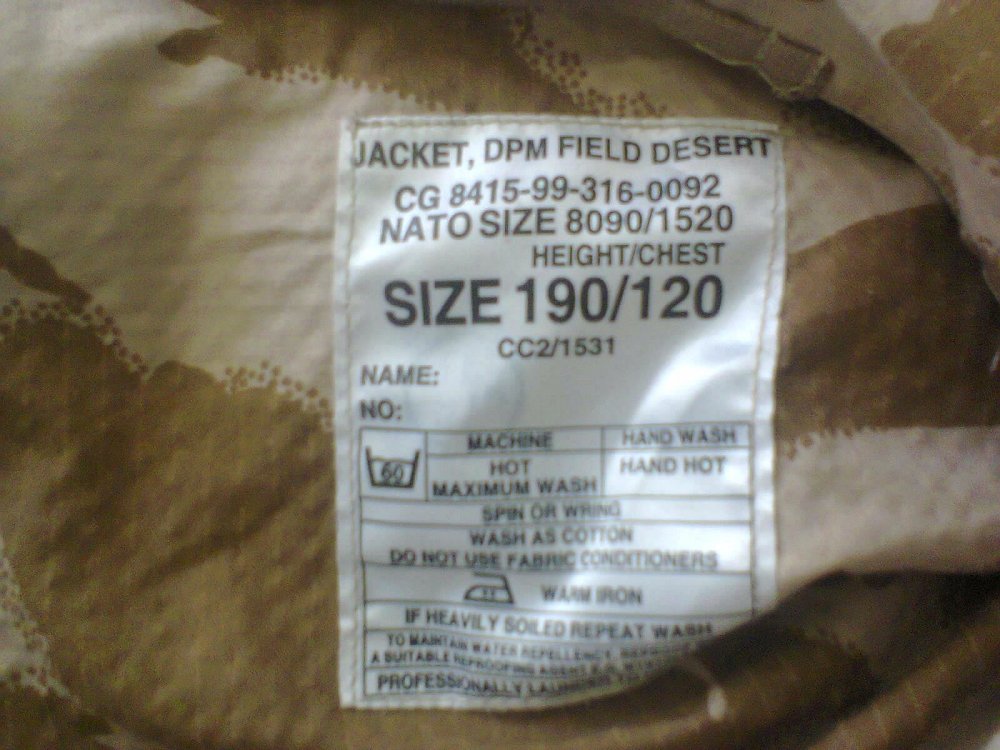 JACKET, DPM FIELD DESERT
CG 8415-99-316-0092
NATO SIZE 8090/1520
HEIGHT/CHEST
SIZE 190/120
CC2/1531
NAME:
NO:
60
MACHINE
HAND WASH
HOT
MAXIMUM WASH
HAND HOT
SPIN OR WRING
WASH AS COTTON
DO NOT USE FABRIC CONDITIONERS
WARM IRON
IF HEAVILY SOILED REPEAT WASH
TO MAINTAIN WATER REPELLENCY,
A SUITABLE REPROOFING AGENT
PROFESSIONALLY